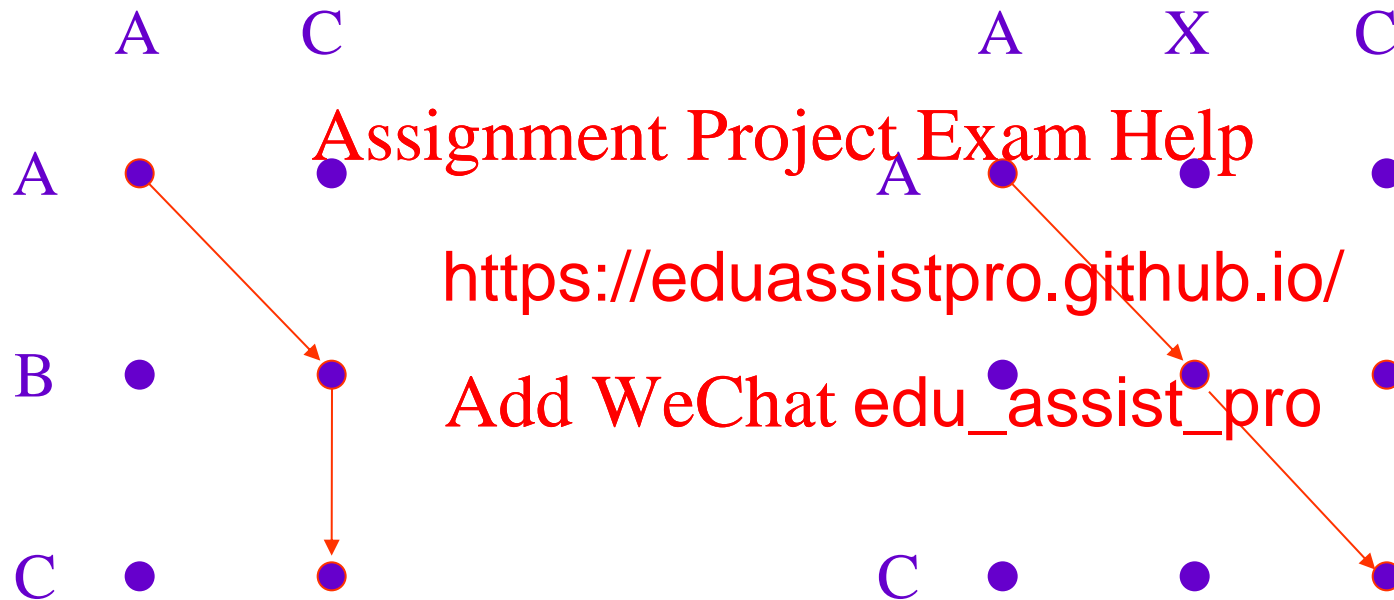 A C A X C
Assignment Project Exam Help
A A
https://eduassistpro.github.io/
B
Add WeChat edu_assist_pro
C C